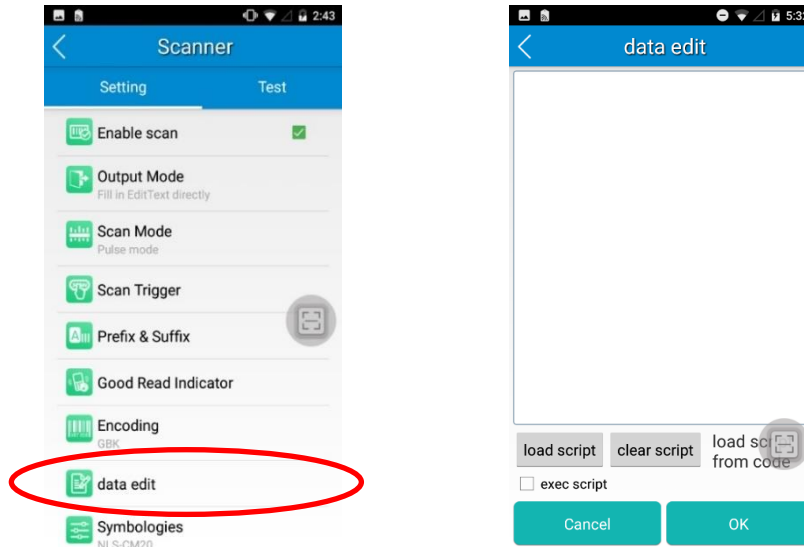 2:43
Scanner
Setting
Test
Enable scan
Output Mode
Fill in EditText directly
Scan Mode
Pulse mode
Scan Trigger
Prefix & Suffix
Good Read Indicator
Encoding
GBK
data edit
Symbologies
NLS-CM20
data edit
load script
clear script
load
from code
exec script
Cancel
OK